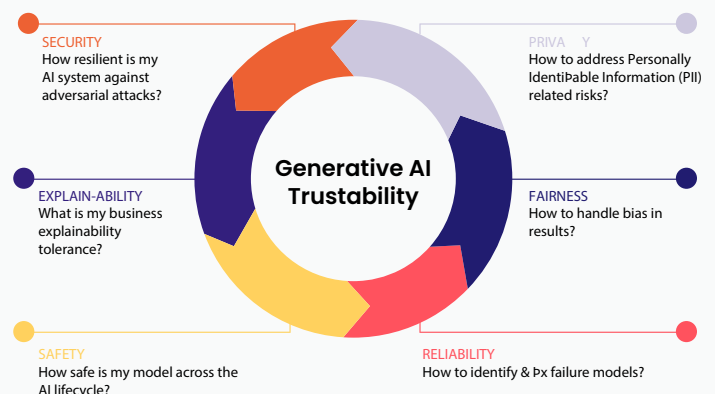 SECURITY
How resilient is my
AI system against
adversarial attacks?
PRIVA Y
How to address Personally
IdentiÞable Information (PII)
related risks?
Generative AI
Trustability
EXPLAIN-ABILITY
What is my business
explainability
tolerance?
FAIRNESS
How to handle bias in
results?
SAFETY
How safe is my model across the
AI lifecycle?
RELIABILITY
How to identify & Þx failure models?